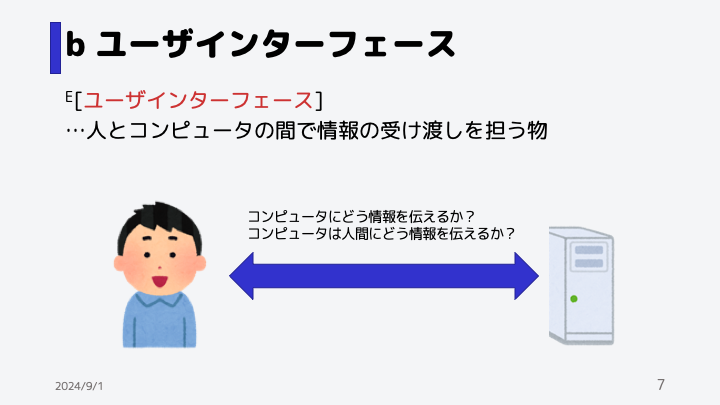 b ユーザインターフェース
E[ユーザインターフェース]
…人とコンピュータの間で情報の受け渡しを担う物
コンピュータにどう情報を伝えるか？
コンピュータは人間にどう情報を伝えるか？
2024/9/1
7